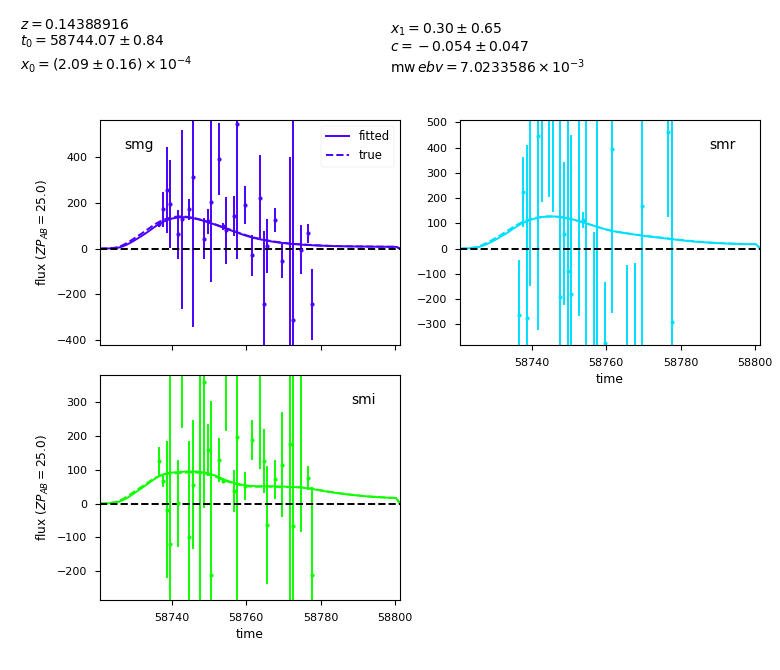 z = 0.14388916
t₀ = 58744.07 ± 0.84
x₀ = (2.09 ± 0.16) × 10⁻⁴
x₁ = 0.30 ± 0.65
c = −0.054 ± 0.047
mw ebv = 7.0233586 × 10⁻³
smg
fitted
true
400
200
0
−200
−400
flux (ZP_AB = 25.0)
smr
500
400
300
200
100
0
−100
−200
−300
58740
58760
58780
58800
time
smi
300
200
100
0
−100
−200
flux (ZP_AB = 25.0)
58740
58760
58780
58800
time